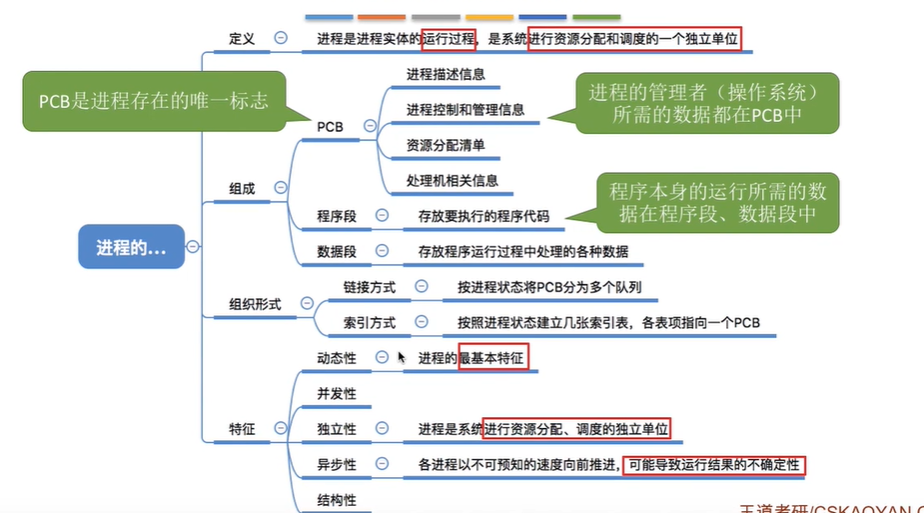 定义
进程是进程实体的运行过程，是系统进行资源分配和调度的一个独立单位
PCB是进程存在的唯一标志
进程描述信息
进程的管理者（操作系统）
所需的数据都在PCB中
PCB
进程控制和管理信息
资源分配清单
组成
处理机相关信息
程序本身的运行所需的数
据在程序段、数据段中
程序段
存放要执行的程序代码
进程的...
数据段
存放程序运行过程中处理的各种数据
组织形式
链接方式
按进程状态将PCB分为多个队列
索引方式
按照进程状态建立几张索引表，各表项指向一个PCB
特征
动态性
进程的最基本特征
并发性
独立性
进程是系统进行资源分配、调度的独立单位
异步性
各进程以不可预知的速度向前推进，可能导致运行结果的不确定性
结构性
王道考研/CSKAOYAN